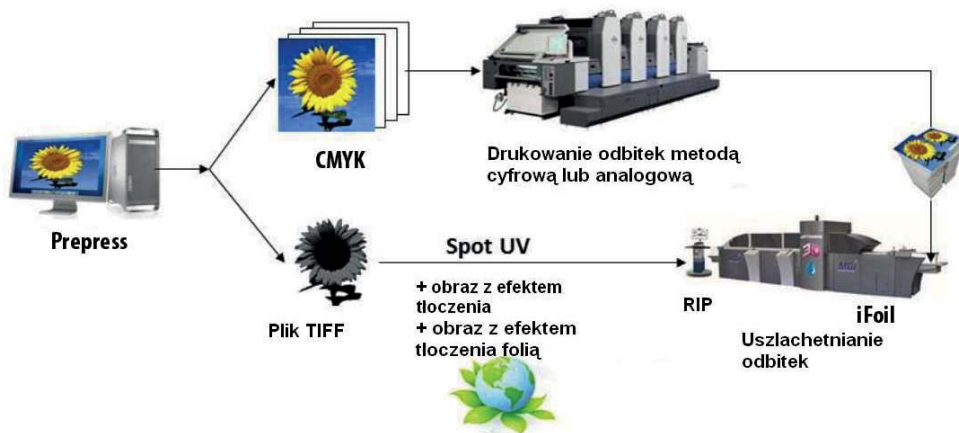 CMYK
Drukowanie odbitek metodą
cyfrową lub analogową
Prepress
Spot UV
+ obraz z efektem
tłoczenia
+ obraz z efektem
tłoczenia folią
Plik TIFF
RIP
MGI
iFoil
Uszlachetnianie
odbitek